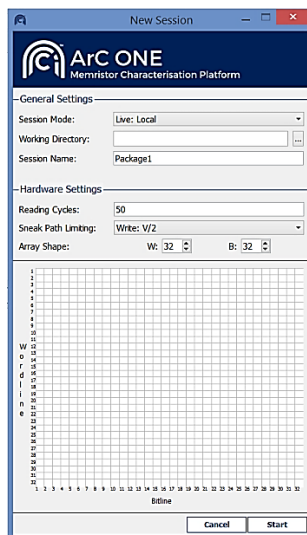 New Session
ArC ONE
Memristor Characterisation Platform
General Settings
Session Mode: Live: Local
Working Directory: ...
Session Name: Package1
Hardware Settings
Reading Cycles: 50
Sneak Path Limiting: Write: V/2
Array Shape: W: 32 B: 32
1
2
3
4
5
6
7
8
9
10
11
12
13
14
15
16
17
18
19
20
21
22
23
24
25
26
27
28
29
30
31
32
Wordline
1 2 3 4 5 6 7 8 9 10 11 12 13 14 15 16 17 18 19 20 21 22 23 24 25 26 27 28 29 30 31 32
Bitline
Cancel Start